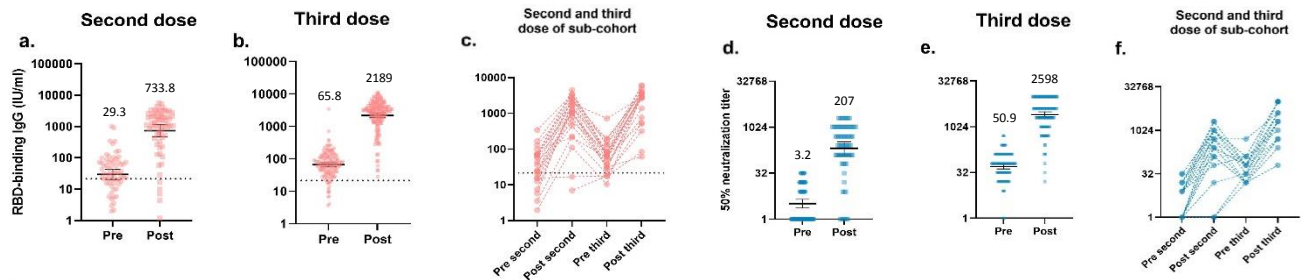 a.
Second dose
RBD-binding IgG (IU/ml)
100000
10000
1000
100
10
1
29.3
733.8
Pre
Post
b.
Third dose
100000
10000
1000
100
10
1
65.8
2189
Pre
Post
c.
Second and third
dose of sub-cohort
10000
1000
100
10
1
Pre second
Post second
Pre third
Post third
d.
Second dose
50% neutralization titer
32768
1024
32
1
3.2
207
Pre
Post
e.
Third dose
32768
1024
32
1
50.9
2598
Pre
Post
f.
Second and third
dose of sub-cohort
32768
1024
32
1
Pre second
Post second
Pre third
Post third